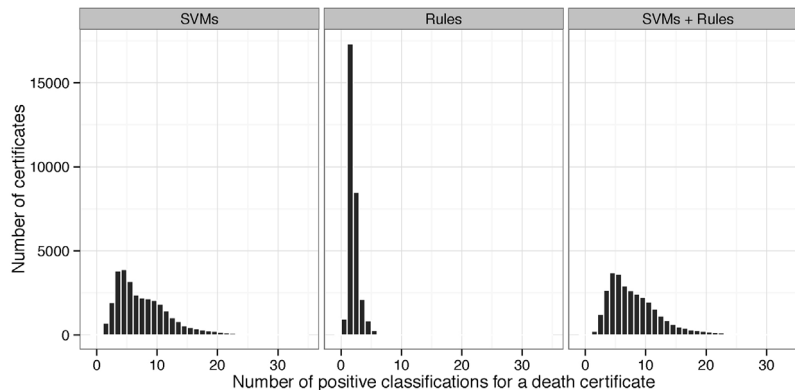 SVMs Rules SVMs + Rules
Number of certificates
15000
10000
5000
0
0 10 20 30 0 10 20 30 0 10 20 30
Number of positive classifications for a death certificate